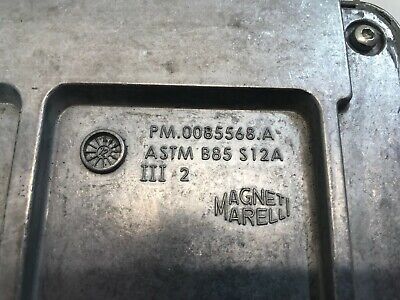 PM.0085568.A
ASTM B85 S12A
III 2
MAGNETI
MARELLI